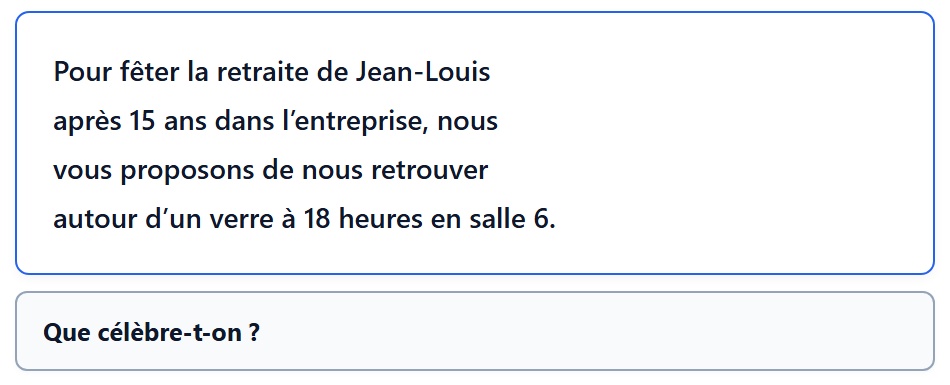 Pour fêter la retraite de Jean-Louis
après 15 ans dans l’entreprise, nous
vous proposons de nous retrouver
autour d’un verre à 18 heures en salle 6.
Que célèbre-t-on ?